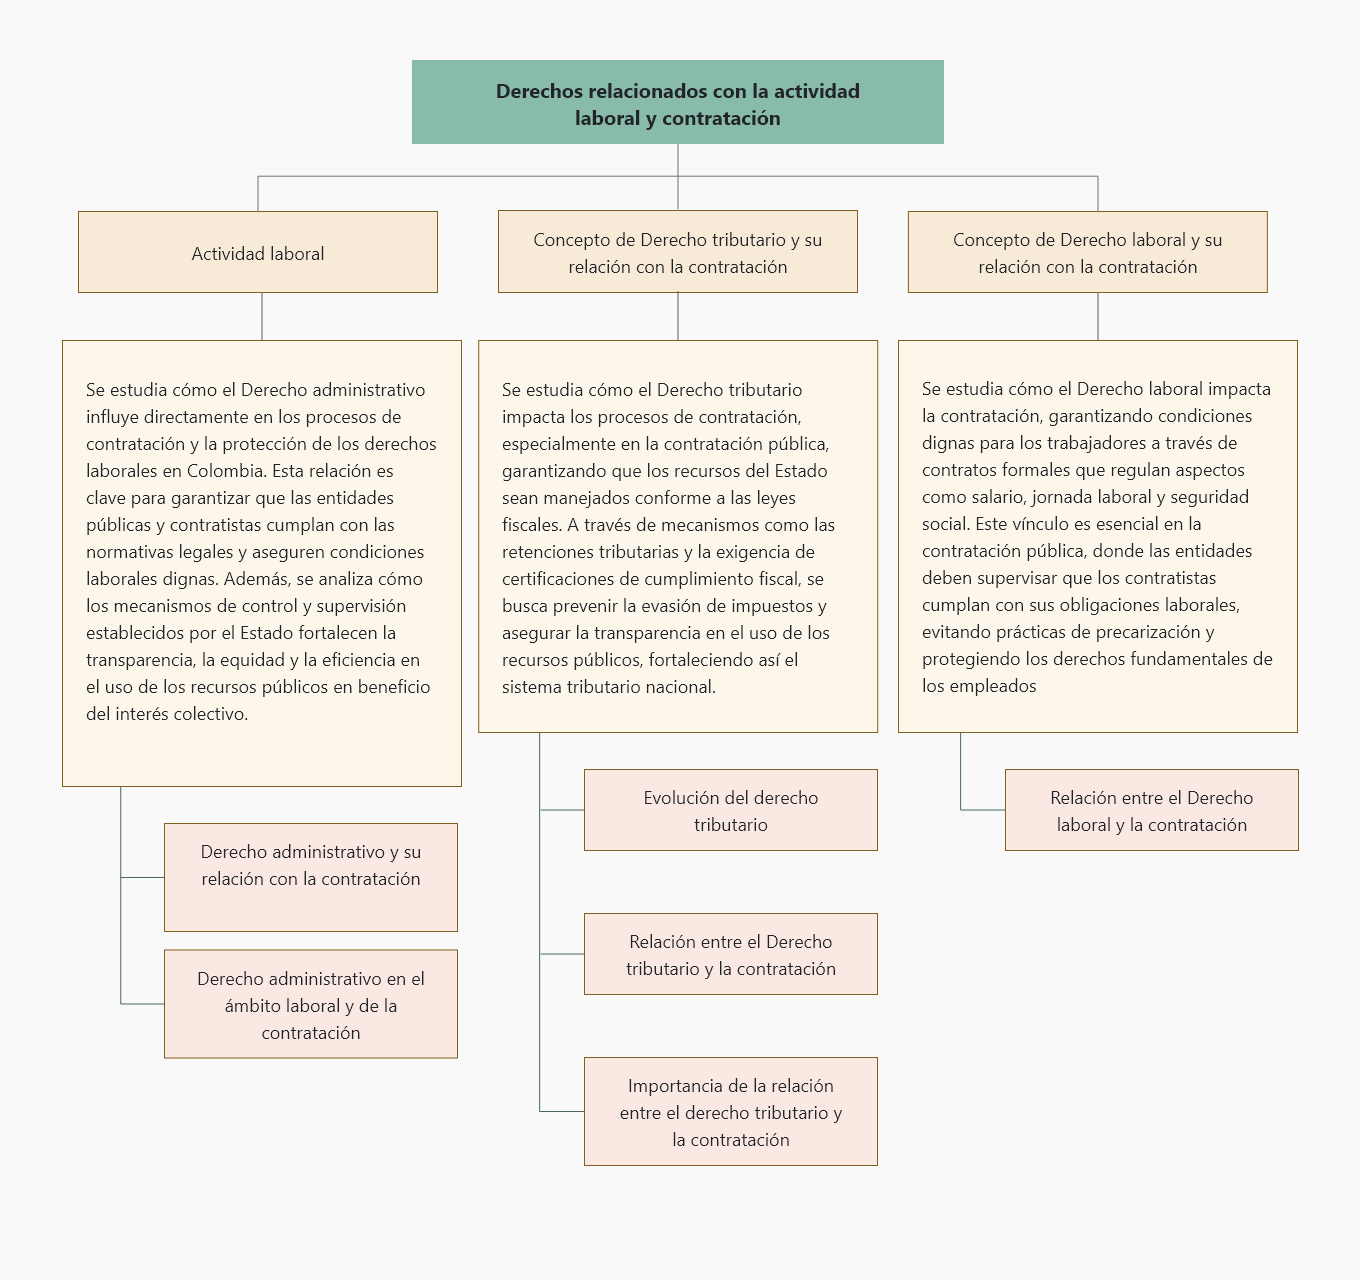 Derechos relacionados con la actividad
laboral y contratación
Actividad laboral
Se estudia cómo el Derecho administrativo
influye directamente en los procesos de
contratación y la protección de los derechos
laborales en Colombia. Esta relación es
clave para garantizar que las entidades
públicas y contratistas cumplan con las
normativas legales y aseguren condiciones
laborales dignas. Además, se analiza cómo
los mecanismos de control y supervisión
establecidos por el Estado fortalecen la
transparencia, la equidad y la eficiencia en
el uso de los recursos públicos en beneficio
del interés colectivo.
Derecho administrativo y su
relación con la contratación
Derecho administrativo en el
ámbito laboral y de la
contratación
Concepto de Derecho tributario y su
relación con la contratación
Se estudia cómo el Derecho tributario
impacta los procesos de contratación,
especialmente en la contratación pública,
garantizando que los recursos del Estado
sean manejados conforme a las leyes
fiscales. A través de mecanismos como las
retenciones tributarias y la exigencia de
certificaciones de cumplimiento fiscal, se
busca prevenir la evasión de impuestos y
asegurar la transparencia en el uso de los
recursos públicos, fortaleciendo así el
sistema tributario nacional.
Evolución del derecho
tributario
Relación entre el Derecho
tributario y la contratación
Importancia de la relación
entre el derecho tributario y
la contratación
Concepto de Derecho laboral y su
relación con la contratación
Se estudia cómo el Derecho laboral impacta
la contratación, garantizando condiciones
dignas para los trabajadores a través de
contratos formales que regulan aspectos
como salario, jornada laboral y seguridad
social. Este vínculo es esencial en la
contratación pública, donde las entidades
deben supervisar que los contratistas
cumplan con sus obligaciones laborales,
evitando prácticas de precarización y
protegiendo los derechos fundamentales de
los empleados
Relación entre el Derecho
laboral y la contratación